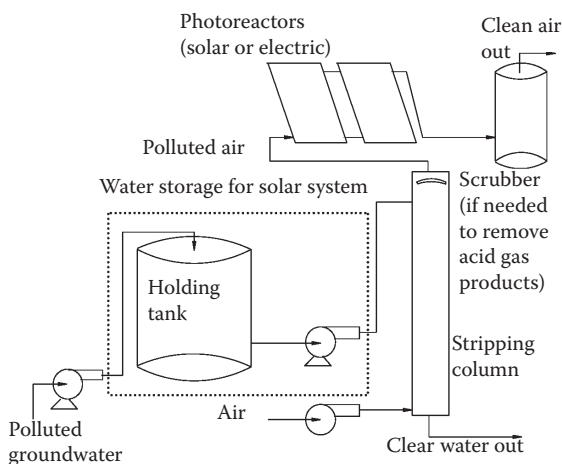 Photoreactors
(solar or electric)
Clean air
out
Polluted air
Water storage for solar system
Scrubber
(if needed
to remove
acid gas
products)
Holding
tank
Stripping
column
Air
Polluted
groundwater
Clear water out